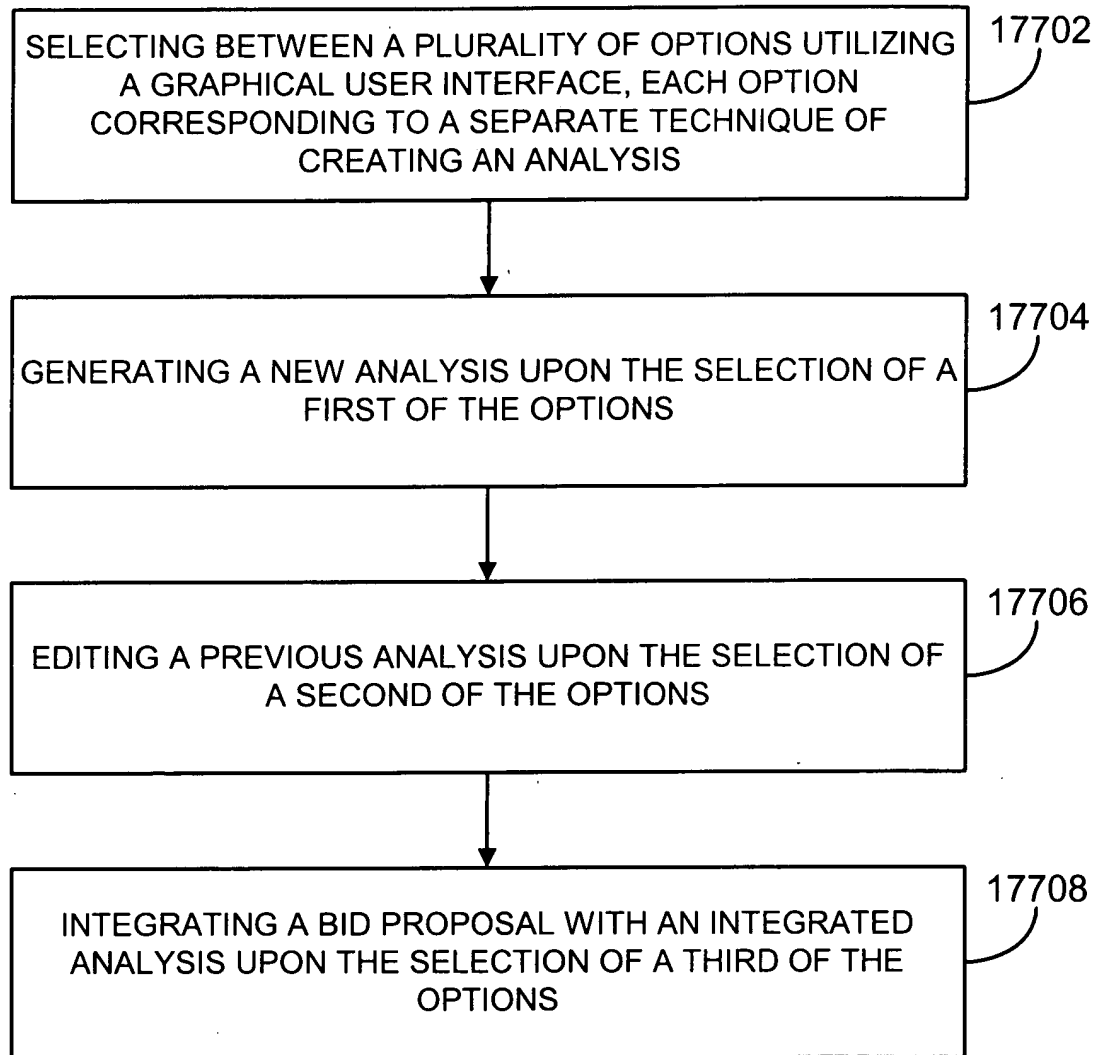 SELECTING BETWEEN A PLURALITY OF OPTIONS UTILIZING
A GRAPHICAL USER INTERFACE, EACH OPTION
CORRESPONDING TO A SEPARATE TECHNIQUE OF
CREATING AN ANALYSIS
17702
GENERATING A NEW ANALYSIS UPON THE SELECTION OF A
FIRST OF THE OPTIONS
17704
EDITING A PREVIOUS ANALYSIS UPON THE SELECTION OF
A SECOND OF THE OPTIONS
17706
INTEGRATING A BID PROPOSAL WITH AN INTEGRATED
ANALYSIS UPON THE SELECTION OF A THIRD OF THE
OPTIONS
17708